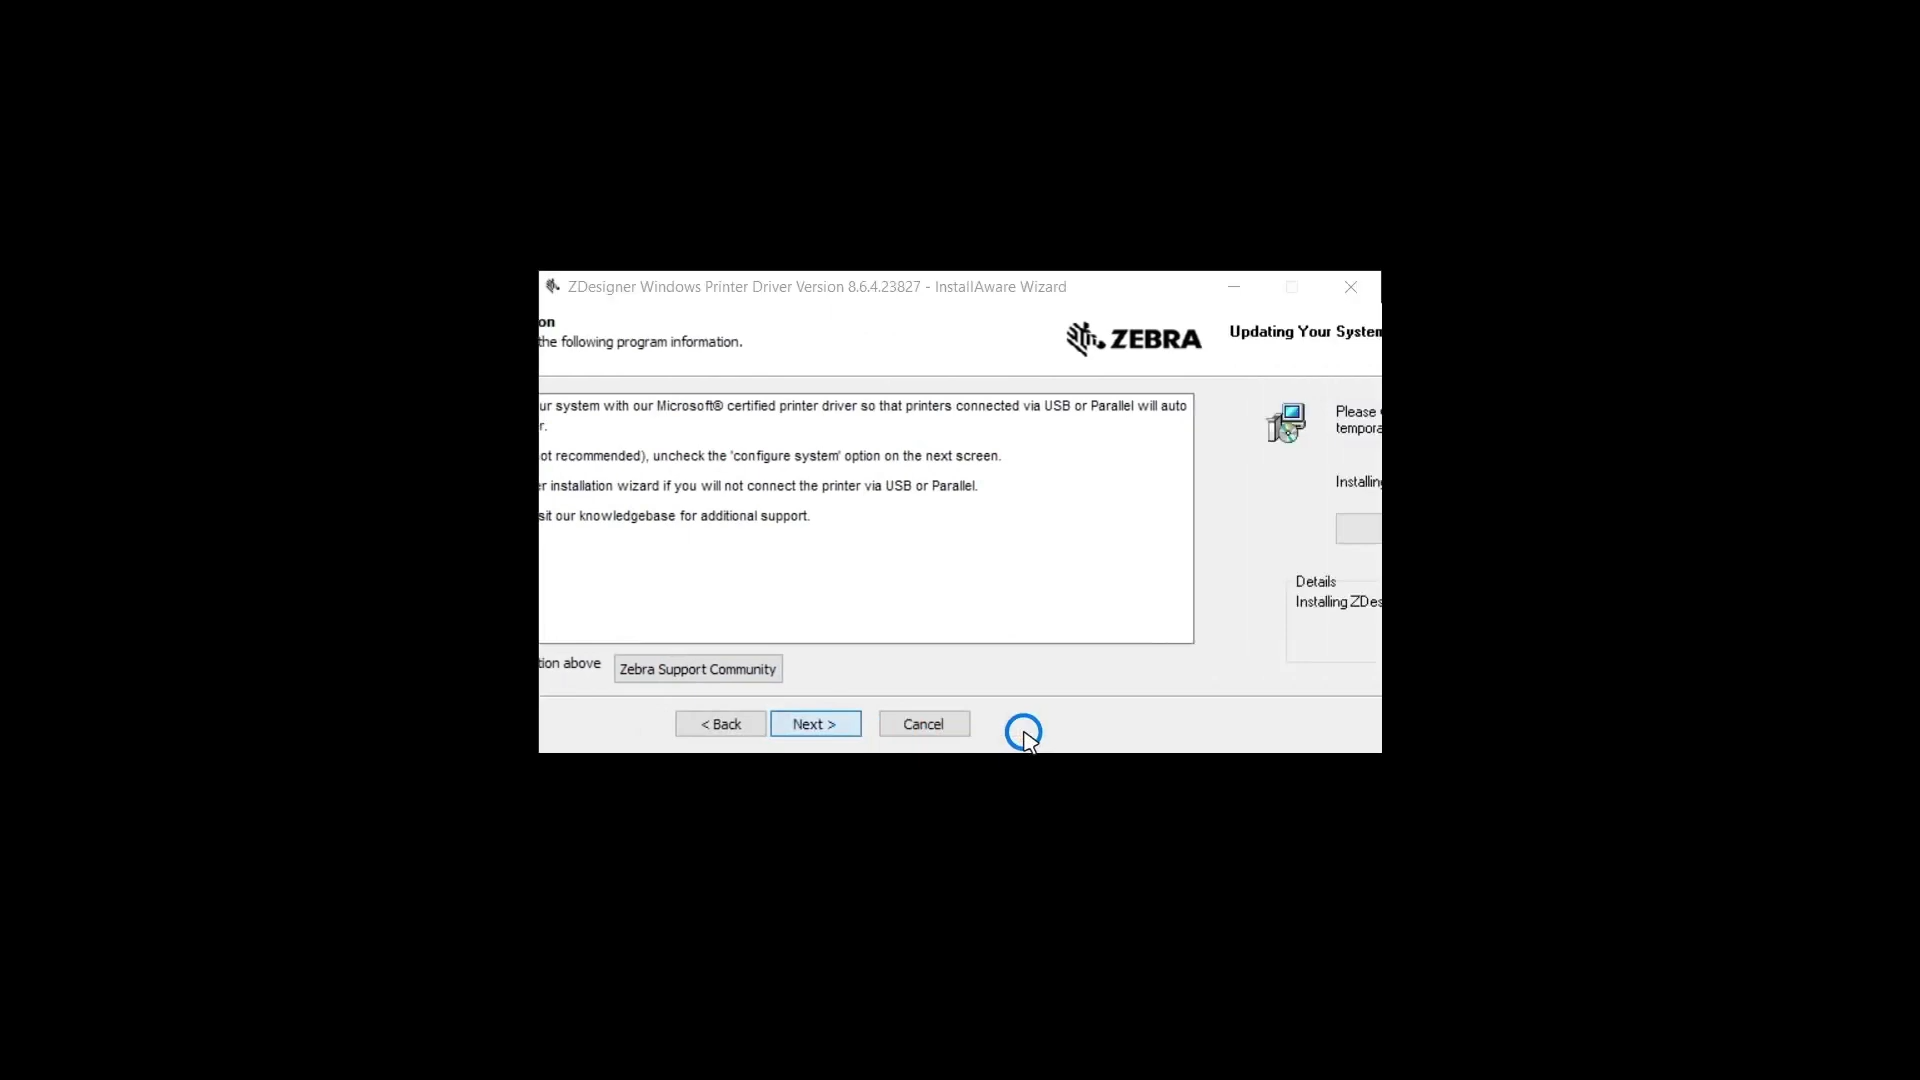 ZDesigner Windows Printer Driver Version 8.6.4.23827 - InstallAware Wizard
on
the following program information.
ZEBRA
Updating Your System
ur system with our Microsoft® certified printer driver so that printers connected via USB or Parallel will auto
r.
ot recommended), uncheck the 'configure system' option on the next screen.
er installation wizard if you will not connect the printer via USB or Parallel.
sit our knowledgebase for additional support.
Please
tempora
Installing
Details
Installing ZDes
tion above
Zebra Support Community
< Back
Next >
Cancel